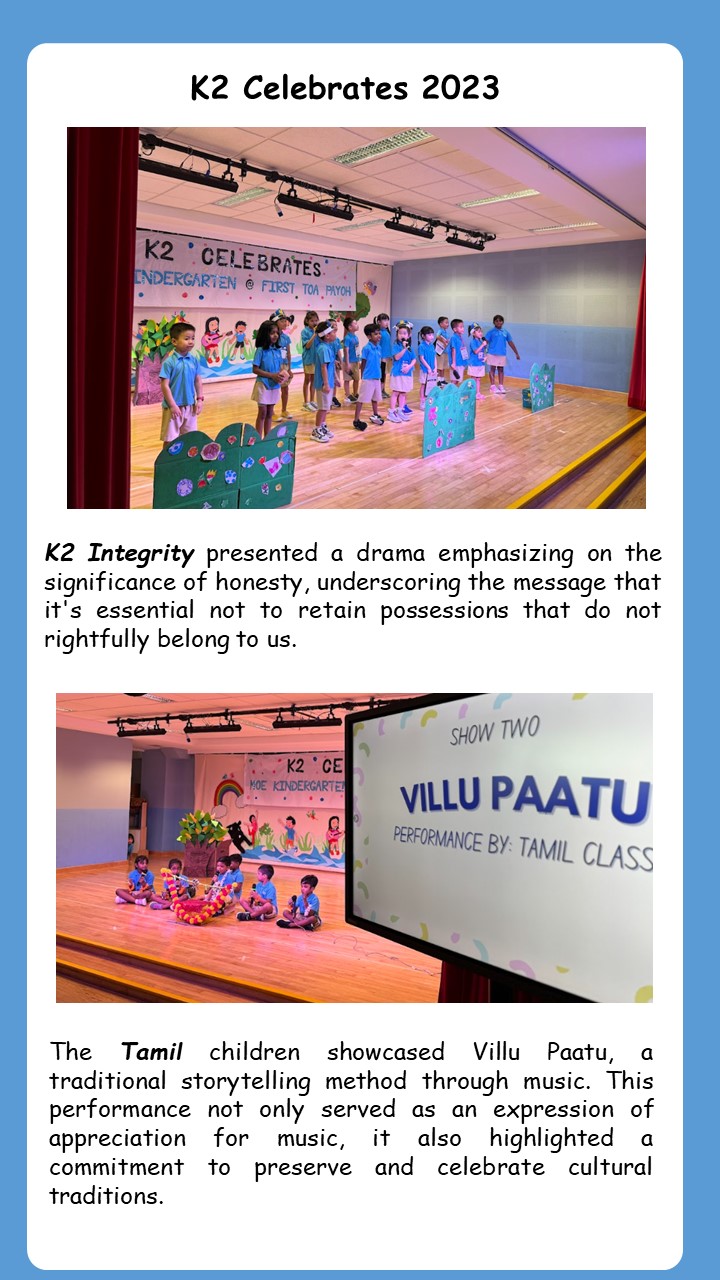 K2 Celebrates 2023
K2 CELEBRATES
INDERGARTEN @ FIRST TOA PAYOH
K2 Integrity presented a drama emphasizing on the
significance of honesty, underscoring the message that
it's essential not to retain possessions that do not
rightfully belong to us.
K2 CE
MOE KINDERGARTEN
SHOW TWO
VILLU PAATU
PERFORMANCE BY: TAMIL CLASS
The Tamil children showcased Villu Paatu, a
traditional storytelling method through music. This
performance not only served as an expression of
appreciation for music, it also highlighted a
commitment to preserve and celebrate cultural
traditions.